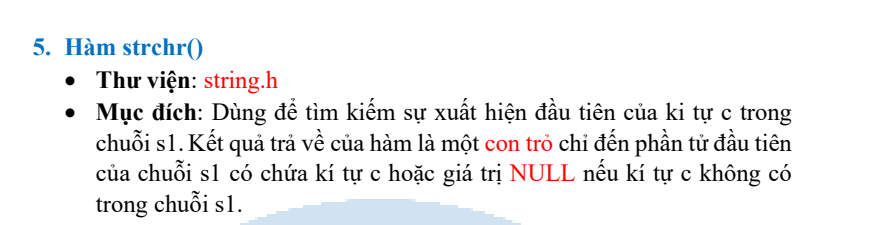 5. Hàm strchr()
• Thư viện: string.h
• Mục đích: Dùng để tìm kiếm sự xuất hiện đầu tiên của ki tự c trong
chuỗi s1. Kết quả trả về của hàm là một con trỏ chỉ đến phần tử đầu tiên
của chuỗi s1 có chứa kí tự c hoặc giá trị NULL nếu kí tự c không có
trong chuỗi s1.